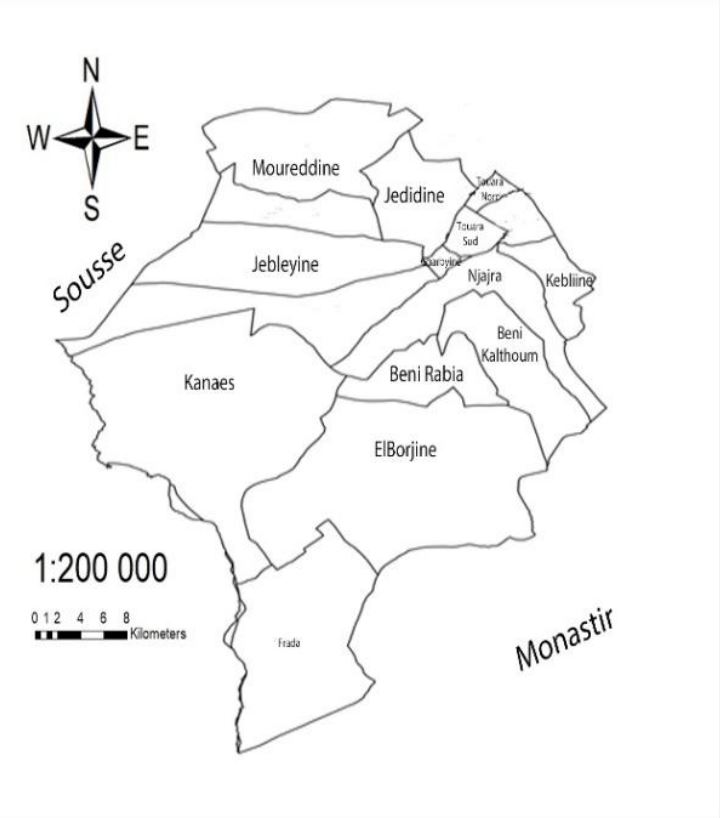 N
W E
S
Moureddine
Jedidine
Touara
Nord
Touara
Sud
Njajra
Kebliine
Jebleyine
Sousse
Beni
Kalthoum
Beni Rabia
Kanaes
ElBorjine
1:200 000
0 1 2 4 6 8
Kilometers
Frada
Monastir